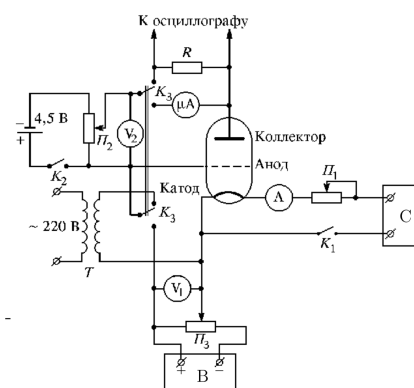 К осциллографу
R
K₃
μA
– 4,5 В
+
П₂
V₂
Коллектор
Анод
K₂
Катод
K₃
П₁
A
С
~ 220 В
K₁
T
V₁
П₃
+ –
В